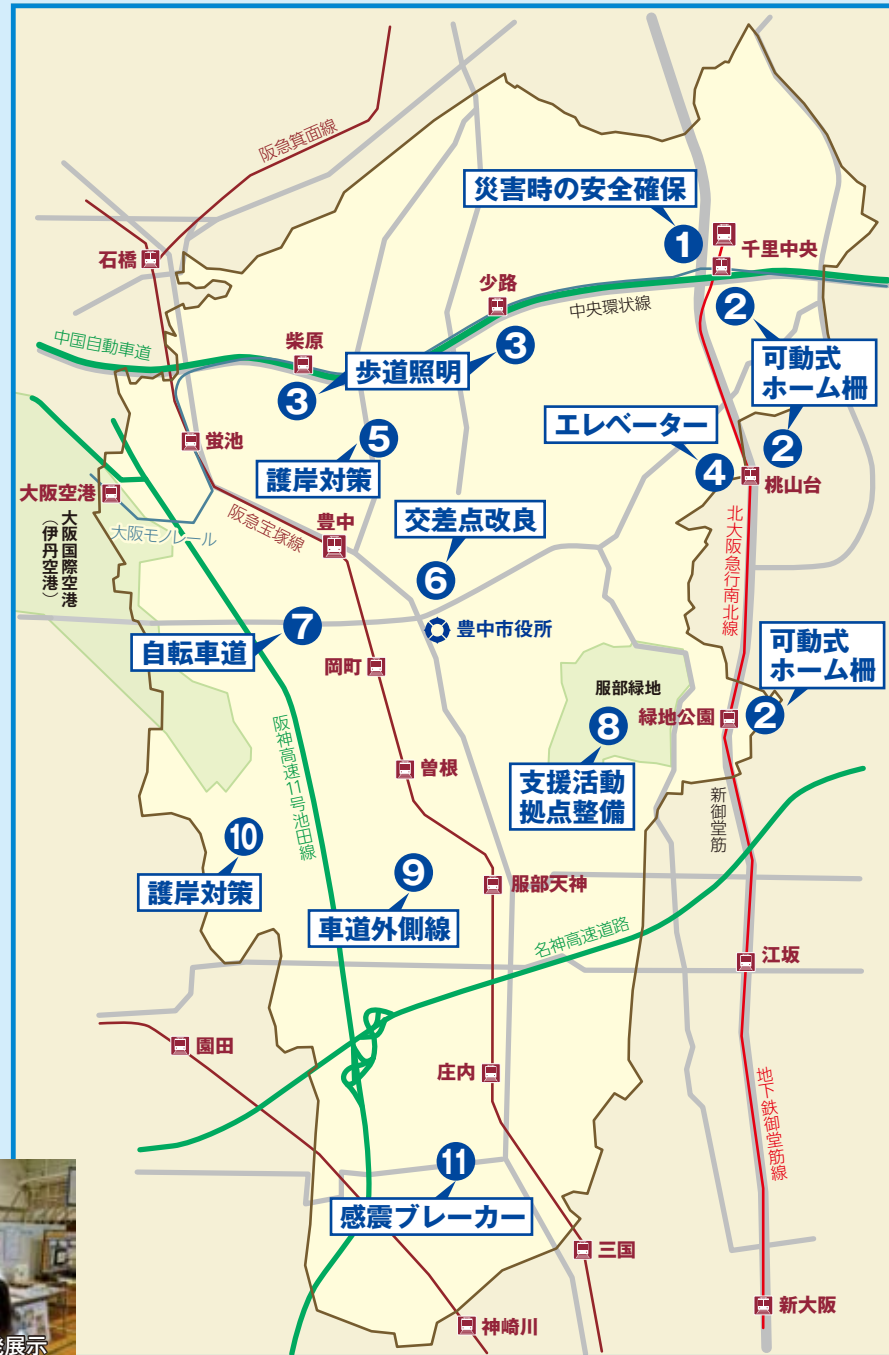 阪急箕面線
災害時の安全確保
1
千里中央
石橋
少路
中央環状線
2
中国自動車道
柴原
3
歩道照明
3
可動式
ホーム柵
エレベーター
5
2
蛍池
護岸対策
4
桃山台
大阪空港
大阪国際空港
（伊丹空港）
大阪モノレール
阪急宝塚線
豊中
交差点改良
北大阪急行南北線
6
7
豊中市役所
自転車道
岡町
可動式
ホーム柵
服部緑地
緑地公園
2
8
阪神高速11号池田線
曽根
支援活動
拠点整備
新御堂筋
10
護岸対策
9
服部天神
車道外側線
名神高速道路
江坂
園田
庄内
地下鉄御堂筋線
11
感震ブレーカー
三国
新大阪
神崎川
展示